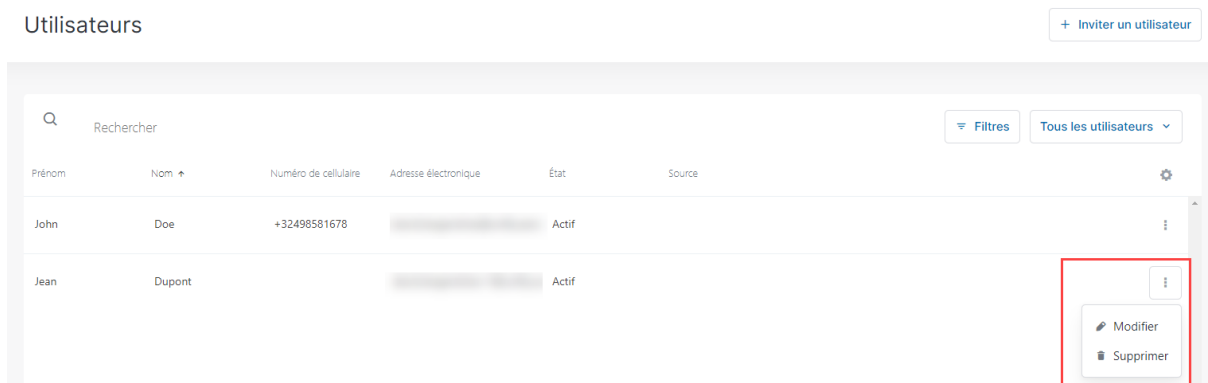 Utilisateurs
+ Inviter un utilisateur
Rechercher
Filtres
Tous les utilisateurs
Prénom Nom Numéro de cellulaire Adresse électronique État Source
John Doe +32498581678 Actif
Jean Dupont Actif
Modifier
Supprimer